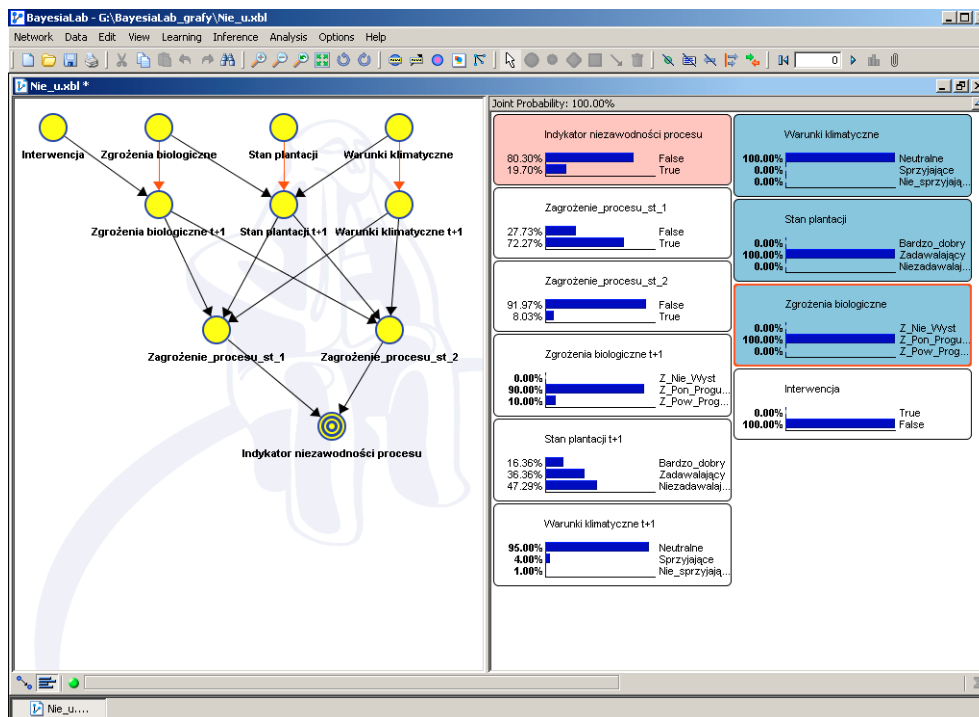 BayesiaLab - G:\BayesiaLab_grafy\Nie_u.xbl
Network Data Edit View Learning Inference Analysis Options Help
0
Nie_u.xbl *
Interwencja
Zgrożenia biologiczne
Stan plantacji
Warunki klimatyczne
Zgrożenia biologiczne t+1
Stan plantacji t+1
Warunki klimatyczne t+1
Zagrożenie_procesu_st_1
Zagrożenie_procesu_st_2
Indykator niezawodności procesu
Joint Probability: 100.00%
Indykator niezawodności procesu
80.30% False
19.70% True
Zagrożenie_procesu_st_1
27.73% False
72.27% True
Zagrożenie_procesu_st_2
91.97% False
8.03% True
Zgrożenia biologiczne t+1
0.00% Z_Nie_Wyst
90.00% Z_Pon_Progu...
10.00% Z_Pow_Prog...
Stan plantacji t+1
16.36% Bardzo_dobry
36.36% Zadawalający
47.29% Niezadawalaj...
Warunki klimatyczne t+1
95.00% Neutralne
4.00% Sprzyjające
1.00% Nie_sprzyjają...
Warunki klimatyczne
100.00% Neutralne
0.00% Sprzyjające
0.00% Nie_sprzyjają...
Stan plantacji
0.00% Bardzo_dobry
100.00% Zadawalający
0.00% Niezadawalaj...
Zgrożenia biologiczne
0.00% Z_Nie_Wyst
100.00% Z_Pon_Progu...
0.00% Z_Pow_Prog...
Interwencja
0.00% True
100.00% False
Nie_u....